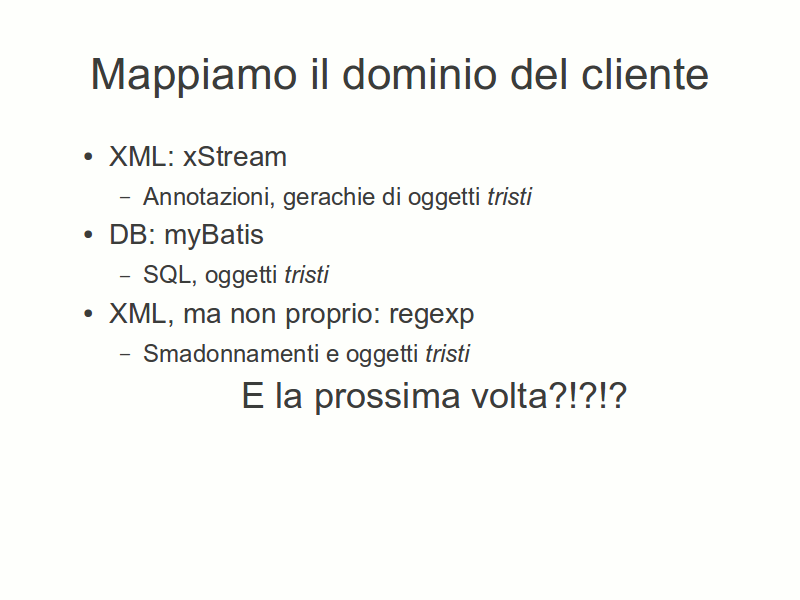 Mappiamo il dominio del cliente
• XML: xStream
– Annotazioni, gerachie di oggetti tristi
• DB: myBatis
– SQL, oggetti tristi
• XML, ma non proprio: regexp
– Smadonnamenti e oggetti tristi
E la prossima volta?!?!?